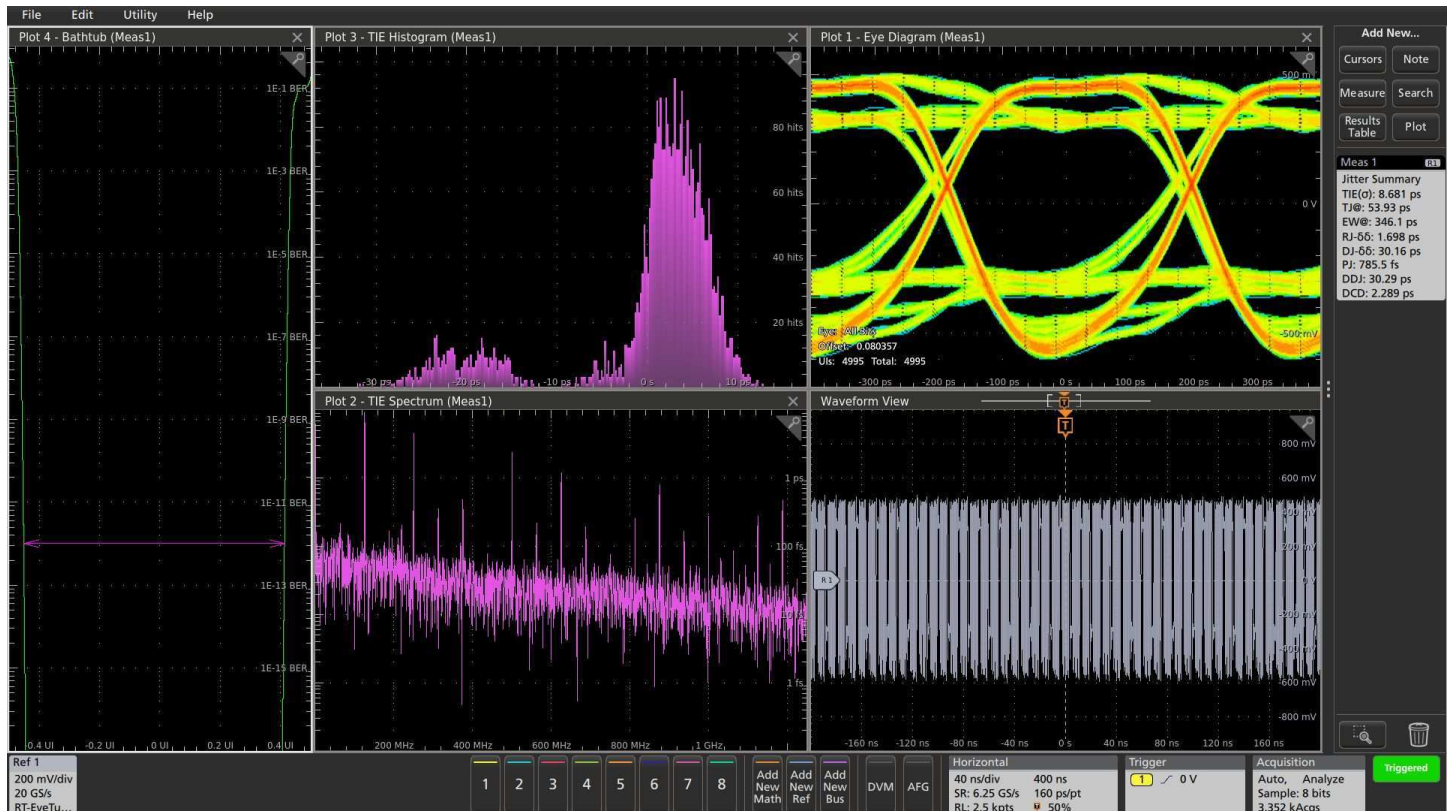 File Edit Utility Help
Plot 4 - Bathtub (Meas1)
1E-1 BER
1E-3 BER
1E-5 BER
1E-7 BER
1E-9 BER
1E-11 BER
1E-13 BER
1E-15 BER
-0.4 UI -0.2 UI 0 UI 0.2 UI 0.4 UI
Plot 3 - TIE Histogram (Meas1)
80 hits
60 hits
40 hits
20 hits
-30 ps -20 ps -10 ps 0 s 10 ps
Plot 1 - Eye Diagram (Meas1)
500 m
0 V
-500 mV
Eye: All Bits
Offset: 0.080357
UIs: 4995 Total: 4995
-300 ps -200 ps -100 ps 0 s 100 ps 200 ps 300 ps
Plot 2 - TIE Spectrum (Meas1)
1 ps
100 fs
10 fs
1 fs
200 MHz 400 MHz 600 MHz 800 MHz 1 GHz
Waveform View
T
T
800 mV
600 mV
400 mV
200 mV
0 V
-200 mV
-400 mV
-600 mV
-800 mV
R 1
-160 ns -120 ns -80 ns -40 ns 0 s 40 ns 80 ns 120 ns 160 ns
Add New...
Cursors Note
Measure Search
Results Table Plot
Meas 1 R1
Jitter Summary
TIE(σ): 8.681 ps
TJ@: 53.93 ps
EW@: 346.1 ps
RJ-δδ: 1.698 ps
DJ-δδ: 30.16 ps
PJ: 785.5 fs
DDJ: 30.29 ps
DCD: 2.289 ps
Ref 1
200 mV/div
20 GS/s
RT-EyeTu...
1 2 3 4 5 6 7 8
Add New Math
Add New Ref
Add New Bus
DVM AFG
Horizontal
40 ns/div 400 ns
SR: 6.25 GS/s 160 ps/pt
RL: 2.5 kpts 50%
Trigger
1 0 V
Acquisition
Auto, Analyze
Sample: 8 bits
3.352 kAcqs
Triggered